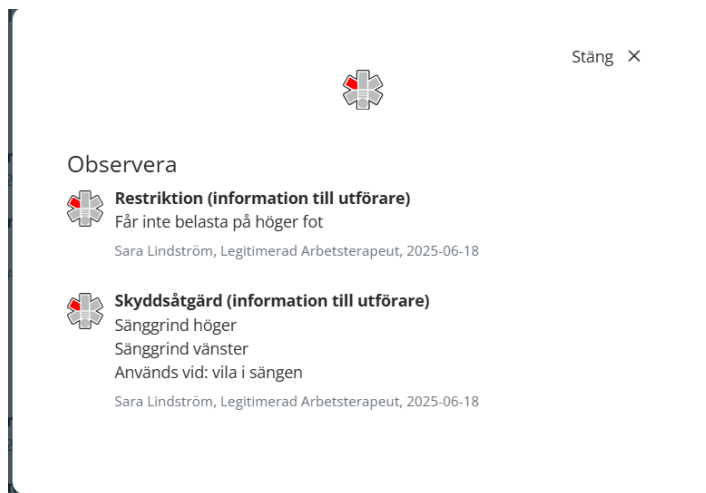 Stäng ×
Observera
Restriktion (information till utförare)
Får inte belasta på höger fot
Sara Lindström, Legitimerad Arbetsterapeut, 2025-06-18
Skyddsåtgärd (information till utförare)
Sänggrind höger
Sänggrind vänster
Används vid: vila i sängen
Sara Lindström, Legitimerad Arbetsterapeut, 2025-06-18